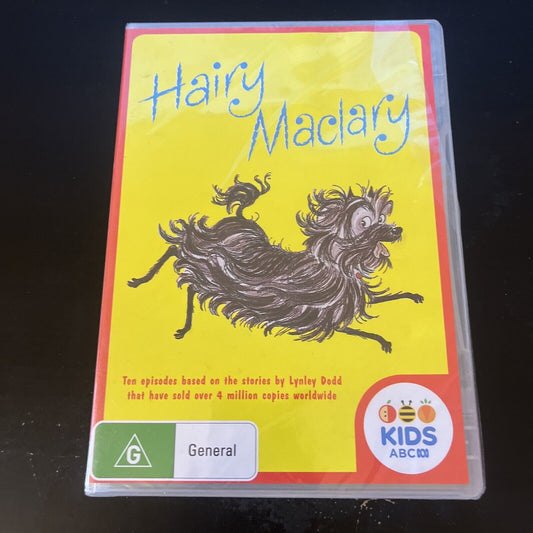 Hairy
Maclary
Ten episodes based on the stories by Lynley Dodd
that have sold over 4 million copies worldwide
G
General
KIDS
ABC